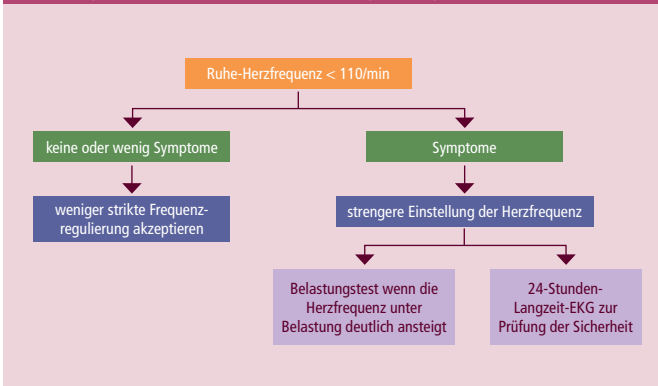 Ruhe-Herzfrequenz < 110/min
keine oder wenig Symptome
Symptome
weniger strikte Frequenz-
regulierung akzeptieren
strengere Einstellung der Herzfrequenz
Belastungstest wenn die
Herzfrequenz unter
Belastung deutlich ansteigt
24-Stunden-
Langzeit-EKG zur
Prüfung der Sicherheit